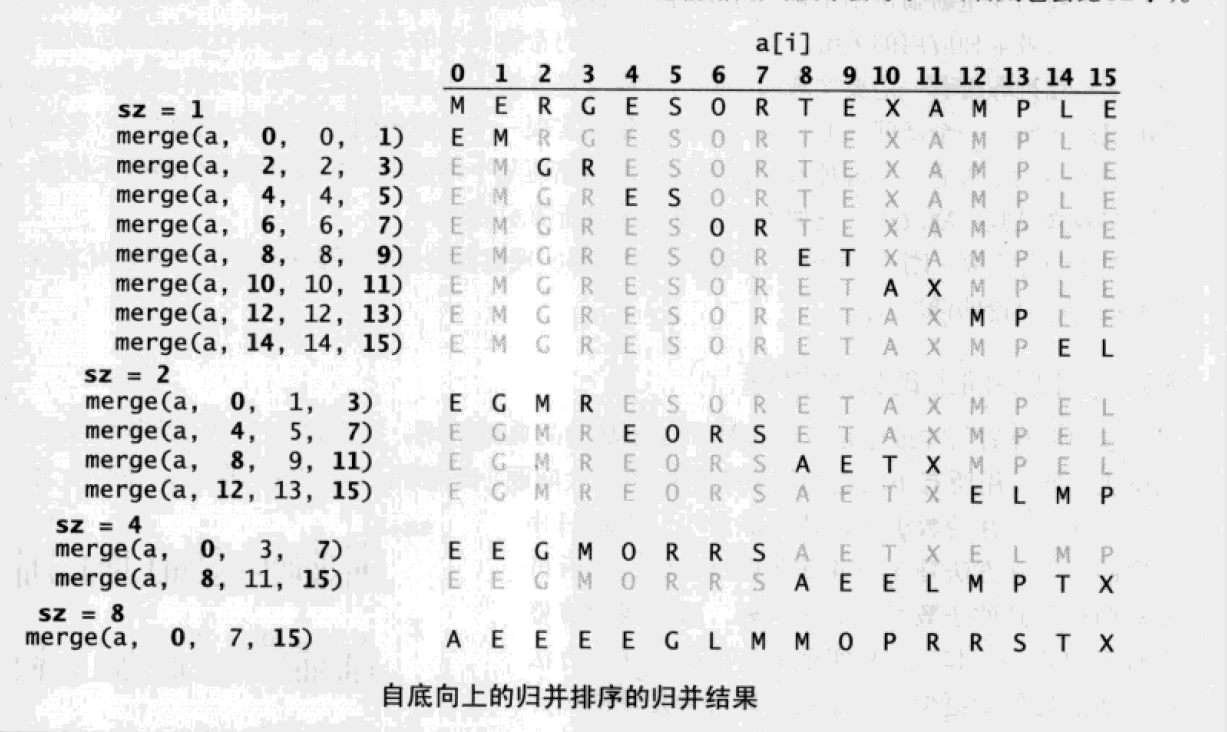 a[i]
0 1 2 3 4 5 6 7 8 9 10 11 12 13 14 15
sz = 1 M E R G E S O R T E X A M P L E
merge(a, 0, 0, 1) E M R G E S O R T E X A M P L E
merge(a, 2, 2, 3) E M G R E S O R T E X A M P L E
merge(a, 4, 4, 5) E M G R E S O R T E X A M P L E
merge(a, 6, 6, 7) E M G R E S O R T E X A M P L E
merge(a, 8, 8, 9) E M G R E S O R E T X A M P L E
merge(a, 10, 10, 11) E M G R E S O R E T A X M P L E
merge(a, 12, 12, 13) E M G R E S O R E T A X M P L E
merge(a, 14, 14, 15) E M G R E S O R E T A X M P E L
sz = 2
merge(a, 0, 1, 3) E G M R E S O R E T A X M P E L
merge(a, 4, 5, 7) E G M R E O R S E T A X M P E L
merge(a, 8, 9, 11) E G M R E O R S A E T X M P E L
merge(a, 12, 13, 15) E G M R E O R S A E T X E L M P
sz = 4
merge(a, 0, 3, 7) E E G M O R R S A E T X E L M P
merge(a, 8, 11, 15) E E G M O R R S A E E L M P T X
sz = 8
merge(a, 0, 7, 15) A E E E E G L M M O P R R S T X
自底向上的归并排序的归并结果